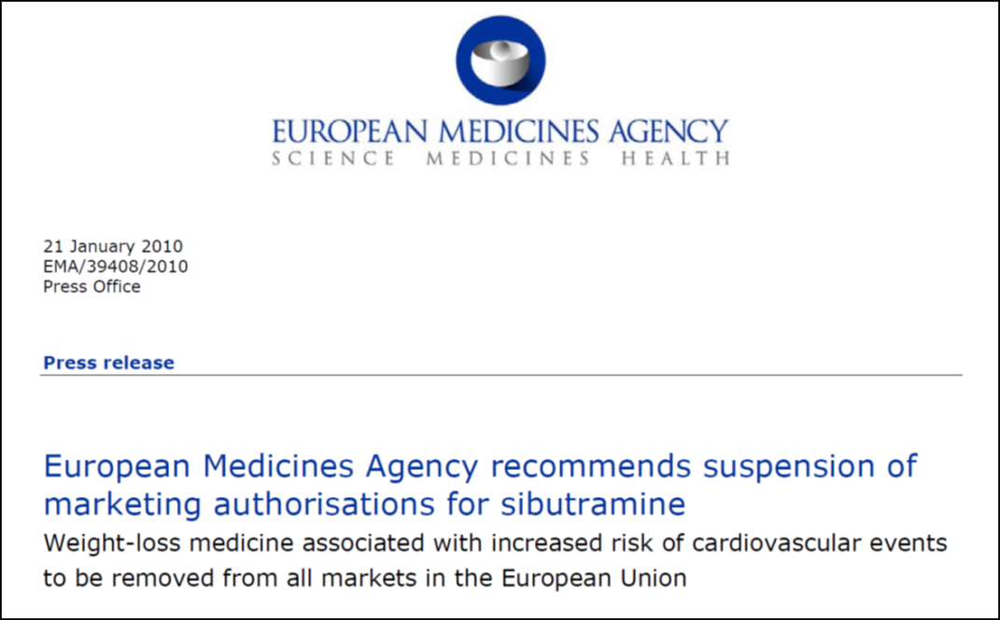 EUROPEAN MEDICINES AGENCY
SCIENCE MEDICINES HEALTH
21 January 2010
EMA/39408/2010
Press Office
Press release
European Medicines Agency recommends suspension of
marketing authorisations for sibutramine
Weight-loss medicine associated with increased risk of cardiovascular events
to be removed from all markets in the European Union